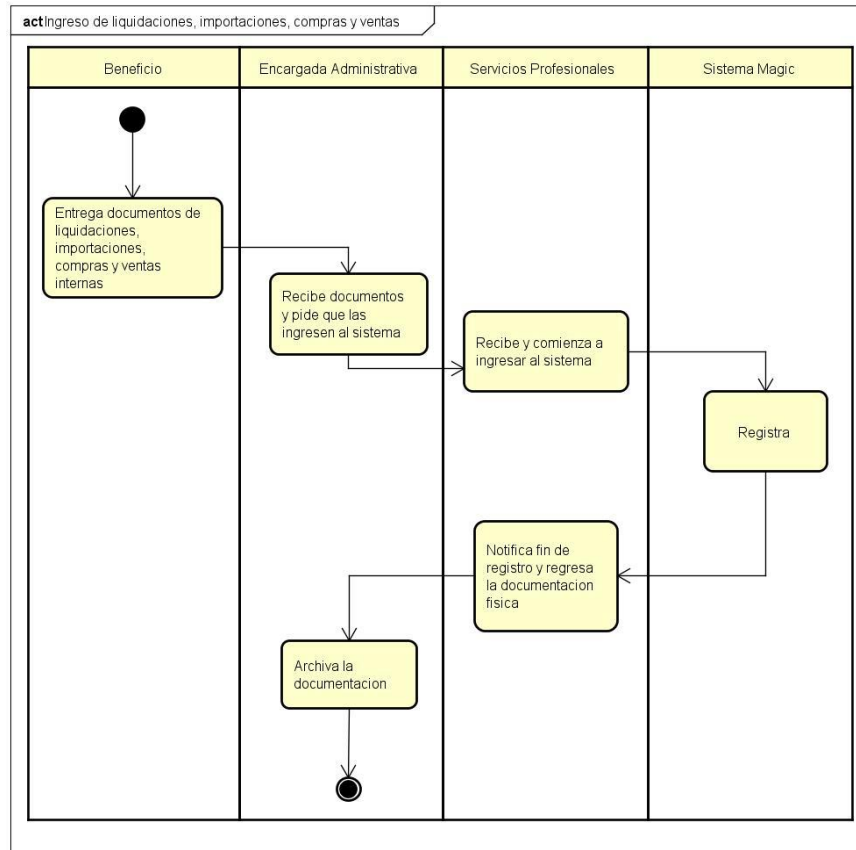 act Ingreso de liquidaciones, importaciones, compras y ventas
Beneficio
Encargada Administrativa
Servicios Profesionales
Sistema Magic
Entrega documentos de
liquidaciones,
importaciones,
compras y ventas
internas
Recibe documentos
y pide que las
ingresen al sistema
Recibe y comienza a
ingresar al sistema
Registra
Notifica fin de
registro y regresa
la documentacion
fisica
Archiva la
documentacion